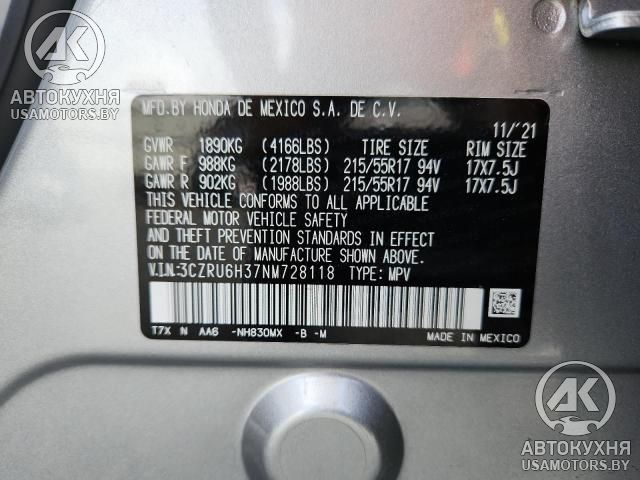 AK
АВТОКУХНЯ
USAMOTORS.BY
MFD.BY HONDA DE MEXICO S.A. DE C.V.
11/'21
GVWR 1890KG (4166LBS) TIRE SIZE RIM SIZE
GAWR F 988KG (2178LBS) 215/55R17 94V 17X7.5J
GAWR R 902KG (1988LBS) 215/55R17 94V 17X7.5J
THIS VEHICLE CONFORMS TO ALL APPLICABLE
FEDERAL MOTOR VEHICLE SAFETY
AND THEFT PREVENTION STANDARDS IN EFFECT
ON THE DATE OF MANUFACTURE SHOWN ABOVE.
V.I.N.:3CZRU6H37NM728118 TYPE: MPV
T7X N AA6 -NH830MX -B -M MADE IN MEXICO
AK
АВТОКУХНЯ
USAMOTORS.BY